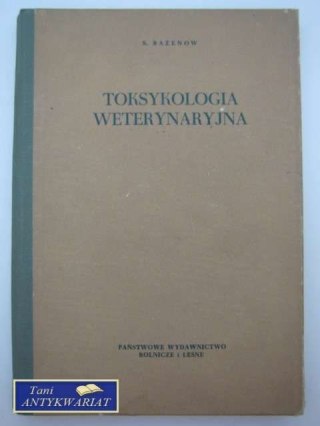 S. BAŻENOW
TOKSYKOLOGIA
WETERYNARYJNA
PAŃSTWOWE WYDAWNICTWO
ROLNICZE i LEŚNE
Tani
ANTYKWARIAT